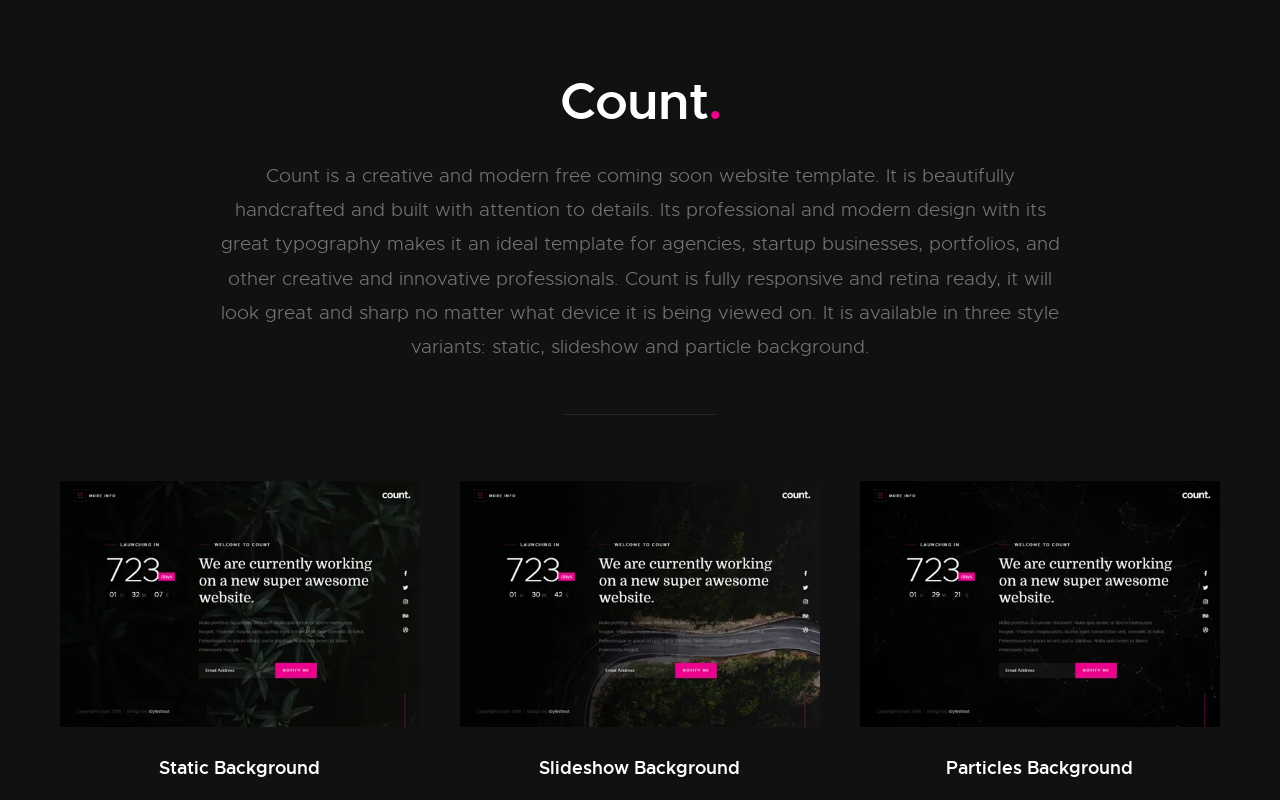 Count.
Count is a creative and modern free coming soon website template. It is beautifully
handcrafted and built with attention to details. Its professional and modern design with its
great typography makes it an ideal template for agencies, startup businesses, portfolios, and
other creative and innovative professionals. Count is fully responsive and retina ready, it will
look great and sharp no matter what device it is being viewed on. It is available in three style
variants: static, slideshow and particle background.
MORE INFO
count.
LAUNCHING IN
723 days
01 H 32 M 07 S
WELCOME TO COUNT
We are currently working
on a new super awesome
website.
Email Address
NOTIFY ME
Copyright Count 2018 Design by styleshout
Static Background
MORE INFO
count.
LAUNCHING IN
723 days
01 H 30 M 42 S
WELCOME TO COUNT
We are currently working
on a new super awesome
website.
Email Address
NOTIFY ME
Copyright Count 2018 Design by styleshout
Slideshow Background
MORE INFO
count.
LAUNCHING IN
723 days
01 H 29 M 21 S
WELCOME TO COUNT
We are currently working
on a new super awesome
website.
Email Address
NOTIFY ME
Copyright Count 2018 Design by styleshout
Particles Background